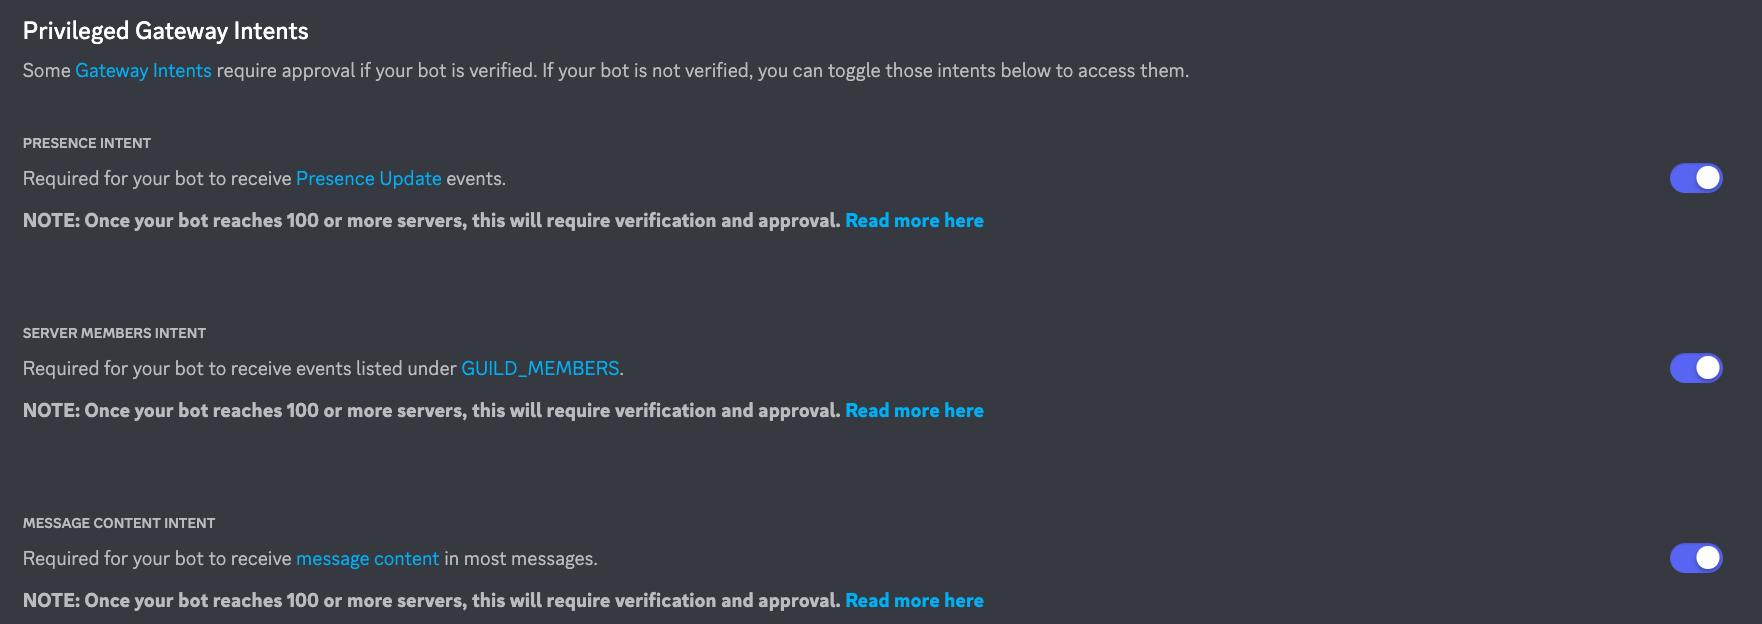 Privileged Gateway Intents
Some Gateway Intents require approval if your bot is verified. If your bot is not verified, you can toggle those intents below to access them.
PRESENCE INTENT
Required for your bot to receive Presence Update events.
NOTE: Once your bot reaches 100 or more servers, this will require verification and approval. Read more here
SERVER MEMBERS INTENT
Required for your bot to receive events listed under GUILD_MEMBERS.
NOTE: Once your bot reaches 100 or more servers, this will require verification and approval. Read more here
MESSAGE CONTENT INTENT
Required for your bot to receive message content in most messages.
NOTE: Once your bot reaches 100 or more servers, this will require verification and approval. Read more here